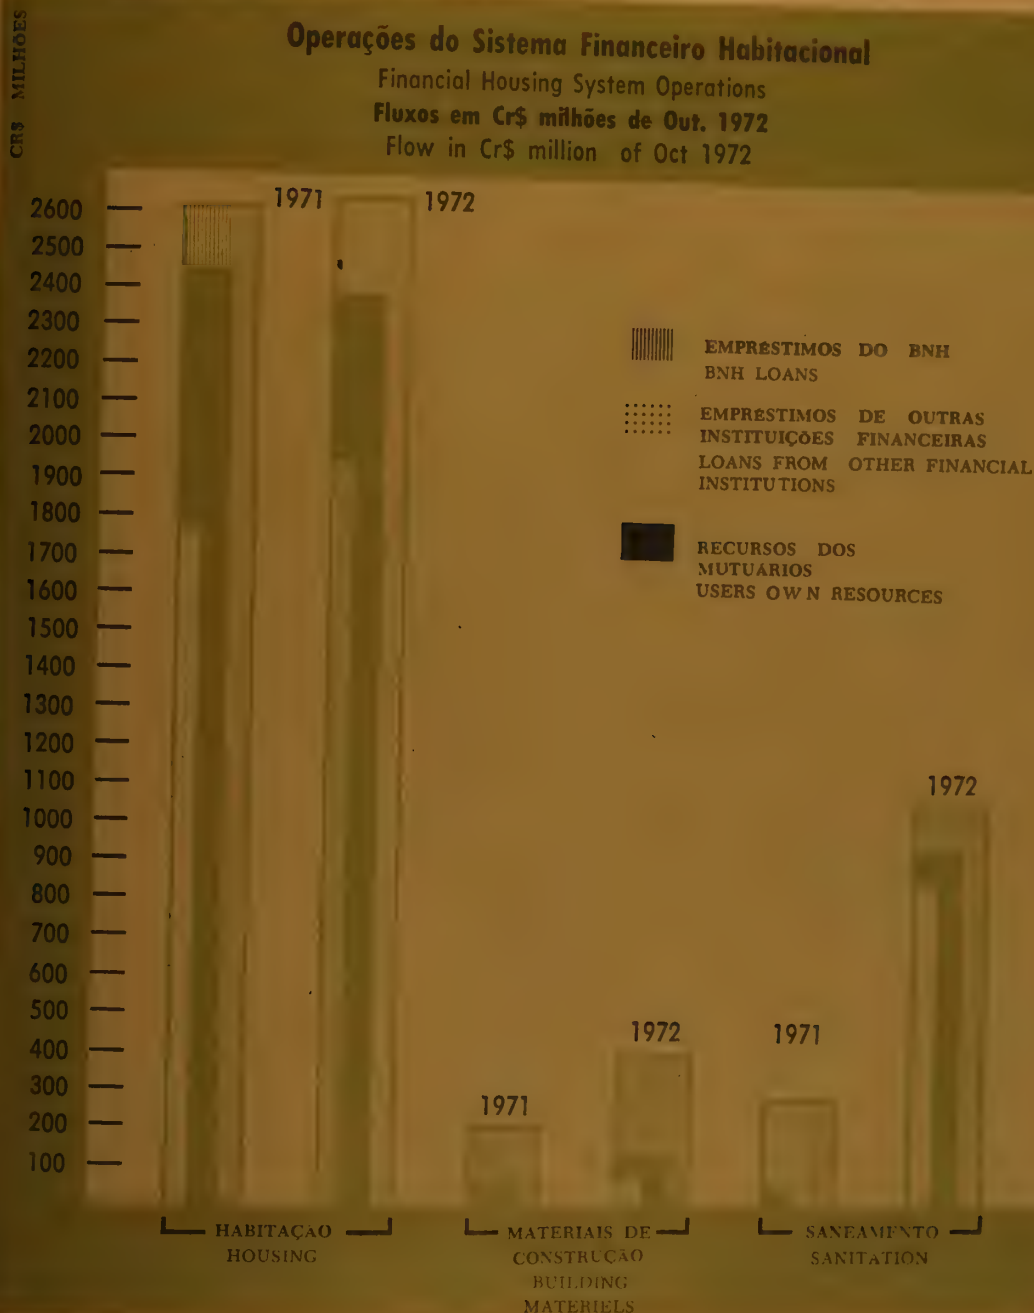 CR$ MILHÕES
Operações do Sistema Financeiro Habitacional
Financial Housing System Operations
Fluxos em Cr$ milhões de Out. 1972
Flow in Cr$ million of Oct 1972
1971
1972
2600
2500
2400
2300
2200
2100
2000
1900
1800
1700
1600
1500
1400
1300
1200
1100
1000
900
800
700
600
500
400
300
200
100
EMPRÉSTIMOS DO BNH
BNH LOANS
EMPRÉSTIMOS DE OUTRAS
INSTITUIÇÕES FINANCEIRAS
LOANS FROM OTHER FINANCIAL
INSTITUTIONS
RECURSOS DOS
MUTUÁRIOS
USERS OWN RESOURCES
1971
1972
1971
1972
HABITAÇÃO
HOUSING
MATERIAIS DE
CONSTRUÇÃO
BUILDING
MATERIELS
SANEAMENTO
SANITATION